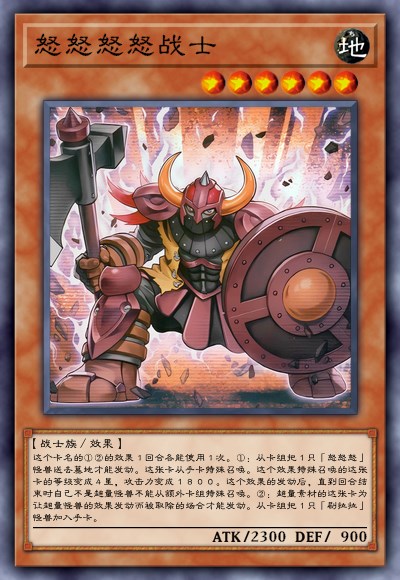 怒怒怒怒战士
地
【战士族/效果】
这个卡名的①②的效果1回合各能使用1次。①：从卡组把1只「怒怒怒」
怪兽送去墓地才能发动。这张卡从手卡特殊召唤。这个效果特殊召唤的这张
卡的等级变成4星，攻击力变成1800。这个效果的发动后，直到回合结
束时自己不是超量怪兽不能从额外卡组特殊召唤。②：超量素材的这张卡为
让超量怪兽的效果发动而被取除的场合才能发动。从卡组把1只「刷拉拉」
怪兽加入手卡。
ATK/2300 DEF/ 900